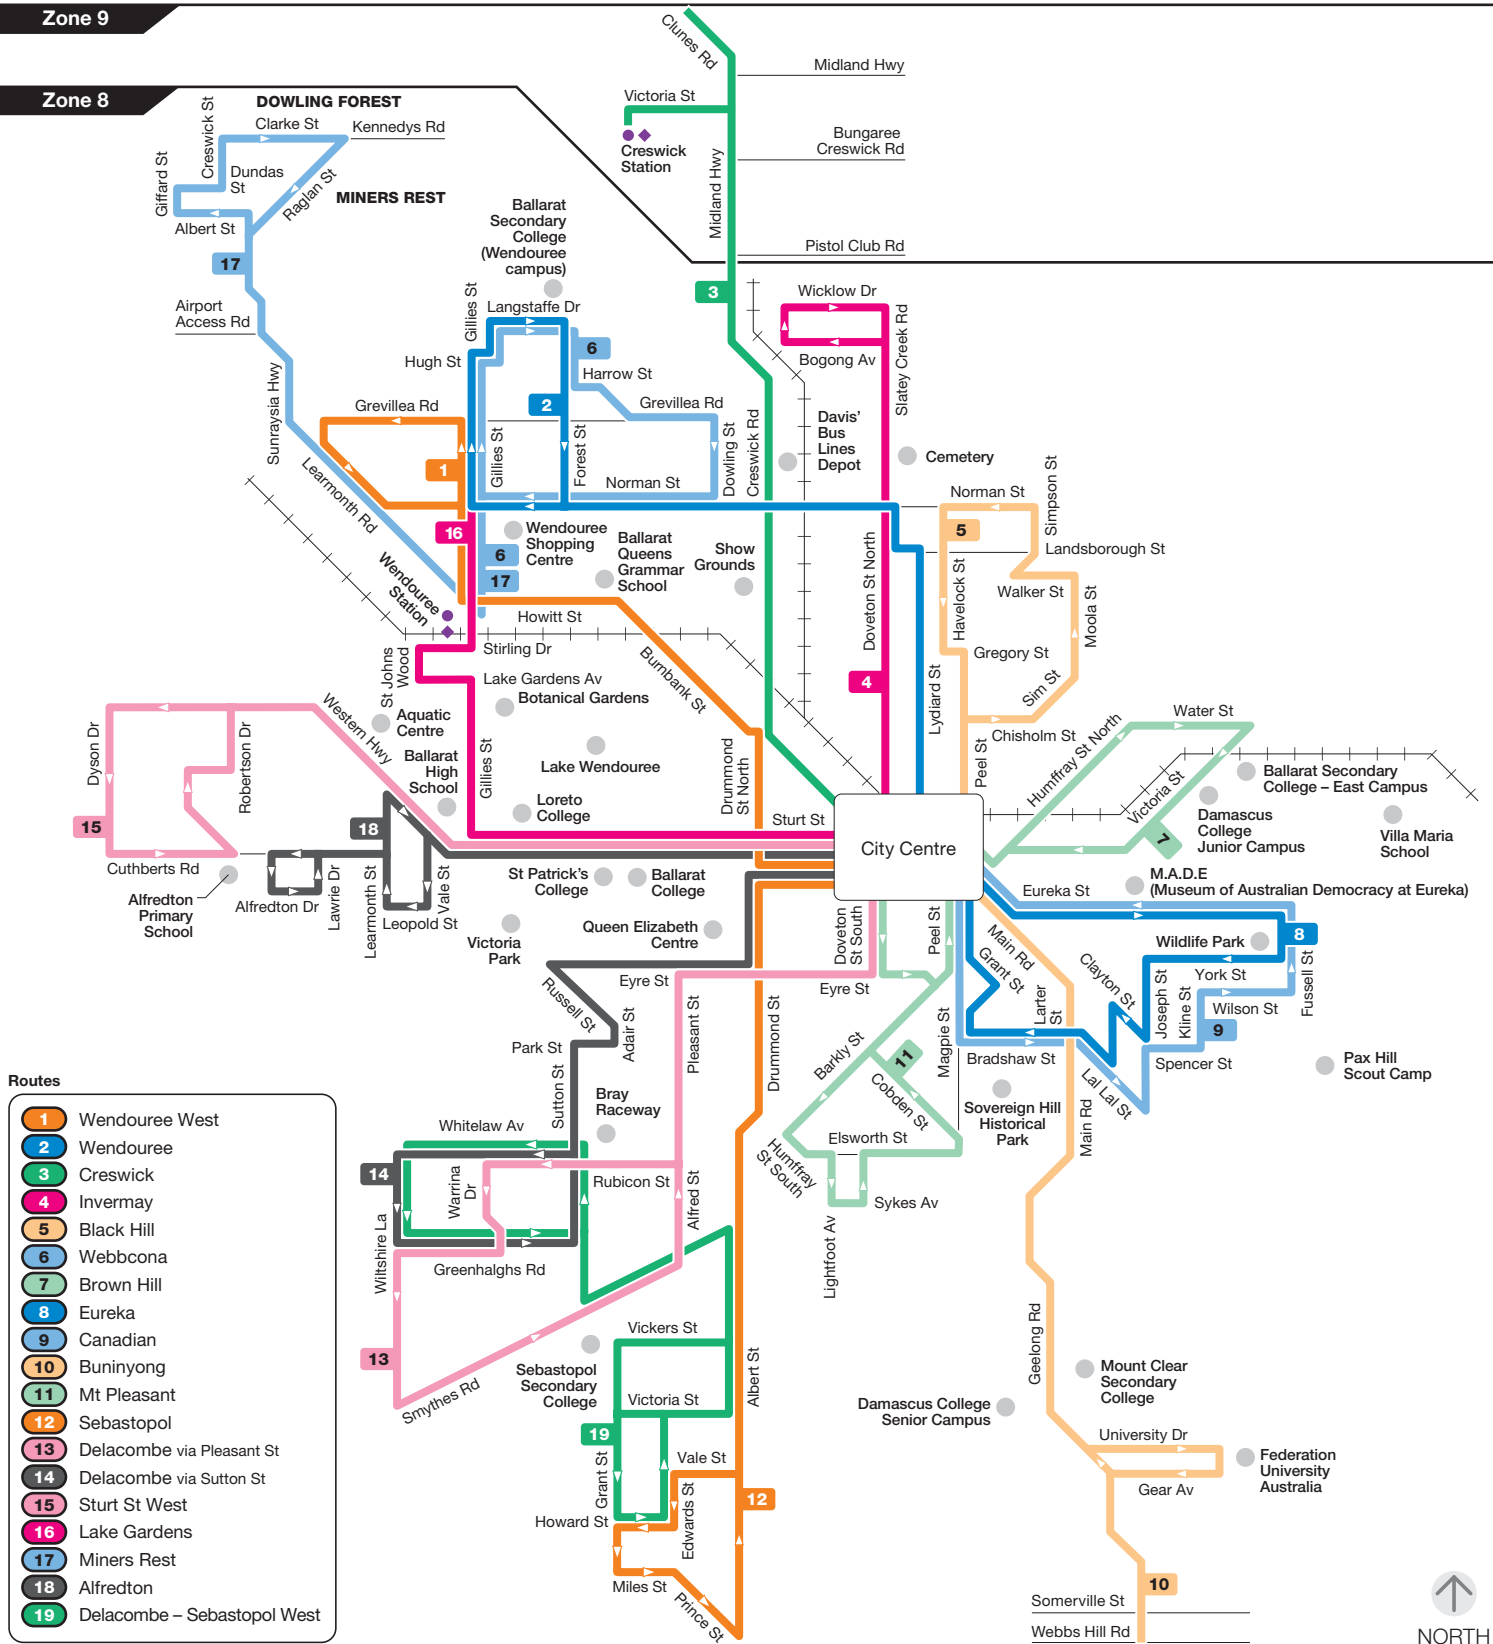 Zone 9
Zone 8
Clunes Rd
Midland Hwy
Victoria St
Bungaree
Creswick Rd
Creswick
Station
Midland Hwy
Pistol Club Rd
DOWLING FOREST
Clarke St
Kennedys Rd
Creswick St
Giffard St
Dundas
St
Raglan St
MINERS REST
Albert St
17
Airport
Access Rd
Sunraysia Hwy
Ballarat
Secondary
College
(Wendouree
campus)
Gillies St
Langstaffe Dr
Hugh St
6
Harrow St
2
Grevillea Rd
Grevillea Rd
Gillies St
Forest St
Dowling St
Norman St
1
Learmonth Rd
16
Wendouree
Shopping
Centre
6
17
Wendouree
Station
Ballarat
Queens
Grammar
School
Show
Grounds
Howitt St
3
Wicklow Dr
Bogong Av
Slatey Creek Rd
Creswick Rd
Davis'
Bus
Lines
Depot
Cemetery
Doveton St North
4
Norman St
5
Simpson St
Landsborough St
Walker St
Havelock St
Moola St
Gregory St
Sim St
Lydiard St
Chisholm St
Peel St
Stirling Dr
St Johns
Wood
Lake Gardens Av
Botanical Gardens
Burnbank St
Western Hwy
Aquatic
Centre
Ballarat
High
School
Gillies St
Lake Wendouree
Loreto
College
Drummond
St North
Dyson Dr
Robertson Dr
15
Cuthberts Rd
18
Alfredton
Primary
School
Alfredton Dr
Lawrie Dr
Learmonth St
Vale St
Leopold St
Sturt St
City Centre
St Patrick's
College
Ballarat
College
Victoria
Park
Queen Elizabeth
Centre
Humffray St North
Water St
Victoria St
7
Ballarat Secondary
College – East Campus
Damascus
College
Junior Campus
Villa Maria
School
M.A.D.E
(Museum of Australian Democracy at Eureka)
Eureka St
8
Wildlife Park
York St
Fussell St
Wilson St
9
Kline St
Joseph St
Clayton St
Spencer St
Lal Lal St
Pax Hill
Scout Camp
Main Rd
Grant St
Larter
St
Bradshaw St
Magpie St
Sovereign Hill
Historical
Park
Main Rd
Doveton
St South
Peel St
Eyre St
Eyre St
Russell St
Adair St
Park St
Sutton St
Pleasant St
Drummond St
Barkly St
11
Cobden St
Elsworth St
Humffray
St South
Sykes Av
Lightfoot Av
Bray
Raceway
Whitelaw Av
14
Warrina
Dr
Rubicon St
Alfred St
Wiltshire La
Greenhalghs Rd
13
Smythes Rd
Sebastopol
Secondary
College
Vickers St
Victoria St
19
Grant St
Vale St
Howard St
Edwards St
Miles St
Prince St
Albert St
12
Geelong Rd
Mount Clear
Secondary
College
Damascus College
Senior Campus
University Dr
Gear Av
Federation
University
Australia
10
Somerville St
Webbs Hill Rd
NORTH
Routes
1 Wendouree West
2 Wendouree
3 Creswick
4 Invermay
5 Black Hill
6 Webbcona
7 Brown Hill
8 Eureka
9 Canadian
10 Buninyong
11 Mt Pleasant
12 Sebastopol
13 Delacombe via Pleasant St
14 Delacombe via Sutton St
15 Sturt St West
16 Lake Gardens
17 Miners Rest
18 Alfredton
19 Delacombe – Sebastopol West